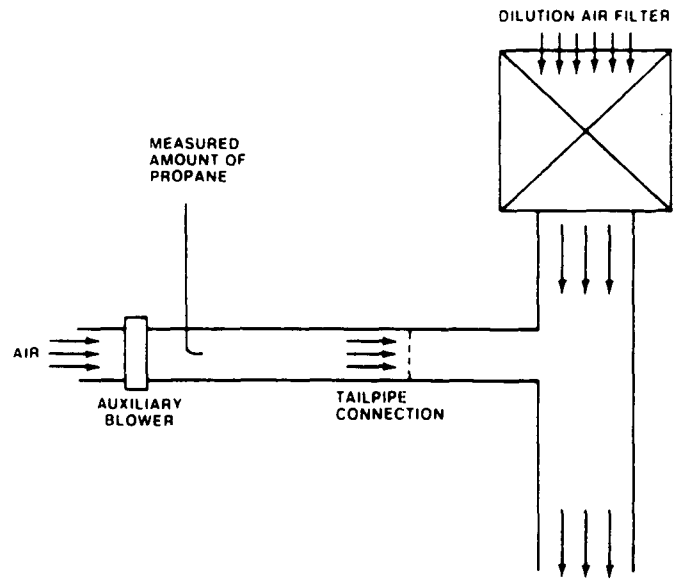 DILUTION AIR FILTER
MEASURED
AMOUNT OF
PROPANE
AIR
AUXILIARY
BLOWER
TAILPIPE
CONNECTION